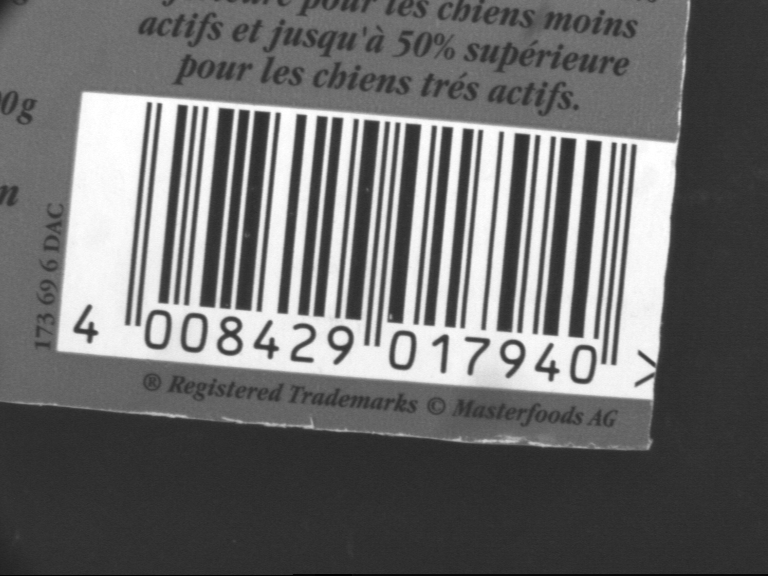 pour les chiens moins
actifs et jusqu'à 50% supérieure
pour les chiens trés actifs.
0g
n
173 69 6 DAC
4 008429 017940 >
® Registered Trademarks © Masterfoods AG